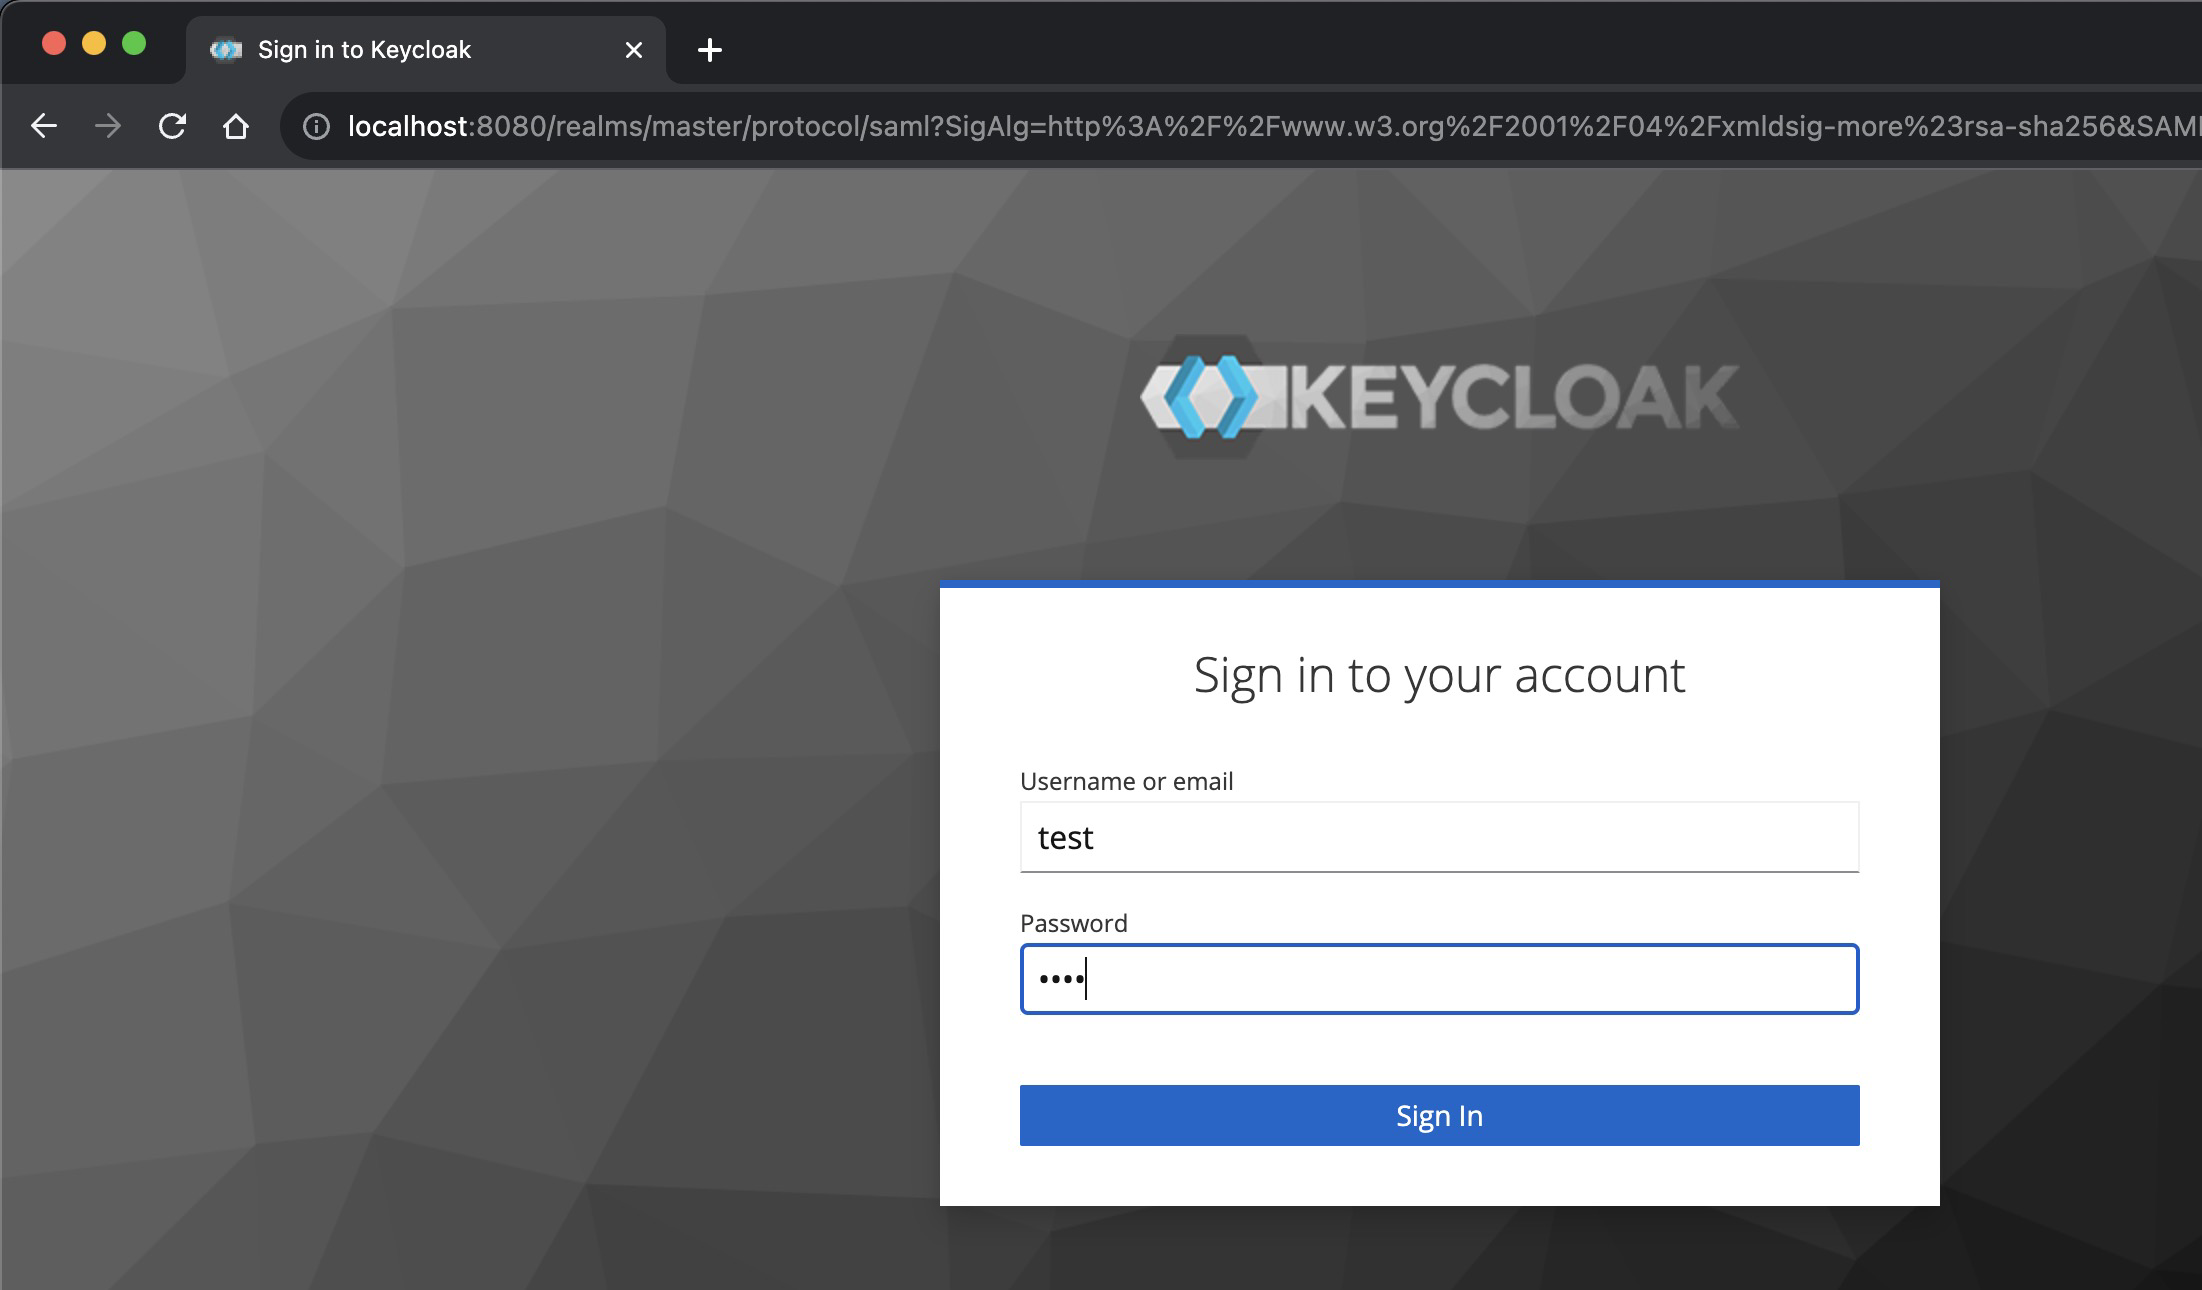 Sign in to Keycloak
localhost:8080/realms/master/protocol/saml?SigAlg=http%3A%2F%2Fwww.w3.org%2F2001%2F04%2Fxmldsig-more%23rsa-sha256&SAM
KEYCLOAK
Sign in to your account
Username or email
test
Password
••••
Sign In